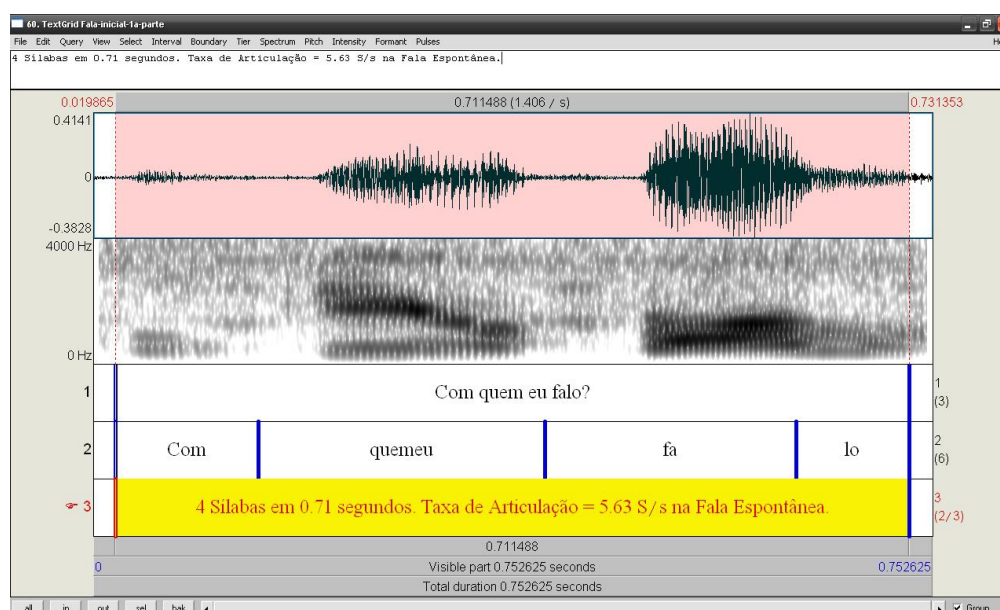 60. TextGrid Fala-inicial-1a-parte
File Edit Query View Select Interval Boundary Tier Spectrum Pitch Intensity Formant Pulses He
4 Sílabas em 0.71 segundos. Taxa de Articulação = 5.63 S/s na Fala Espontânea.
0.019865 0.711488 (1.406 / s) 0.731353
0.4141
0
-0.3828
4000 Hz
0 Hz
1 Com quem eu falo? 1 (3)
2 Com quemeu fa lo 2 (6)
3 4 Sílabas em 0.71 segundos. Taxa de Articulação = 5.63 S/s na Fala Espontânea. 3 (2/3)
0.711488
0 Visible part 0.752625 seconds 0.752625
Total duration 0.752625 seconds
all in out sel bak Group